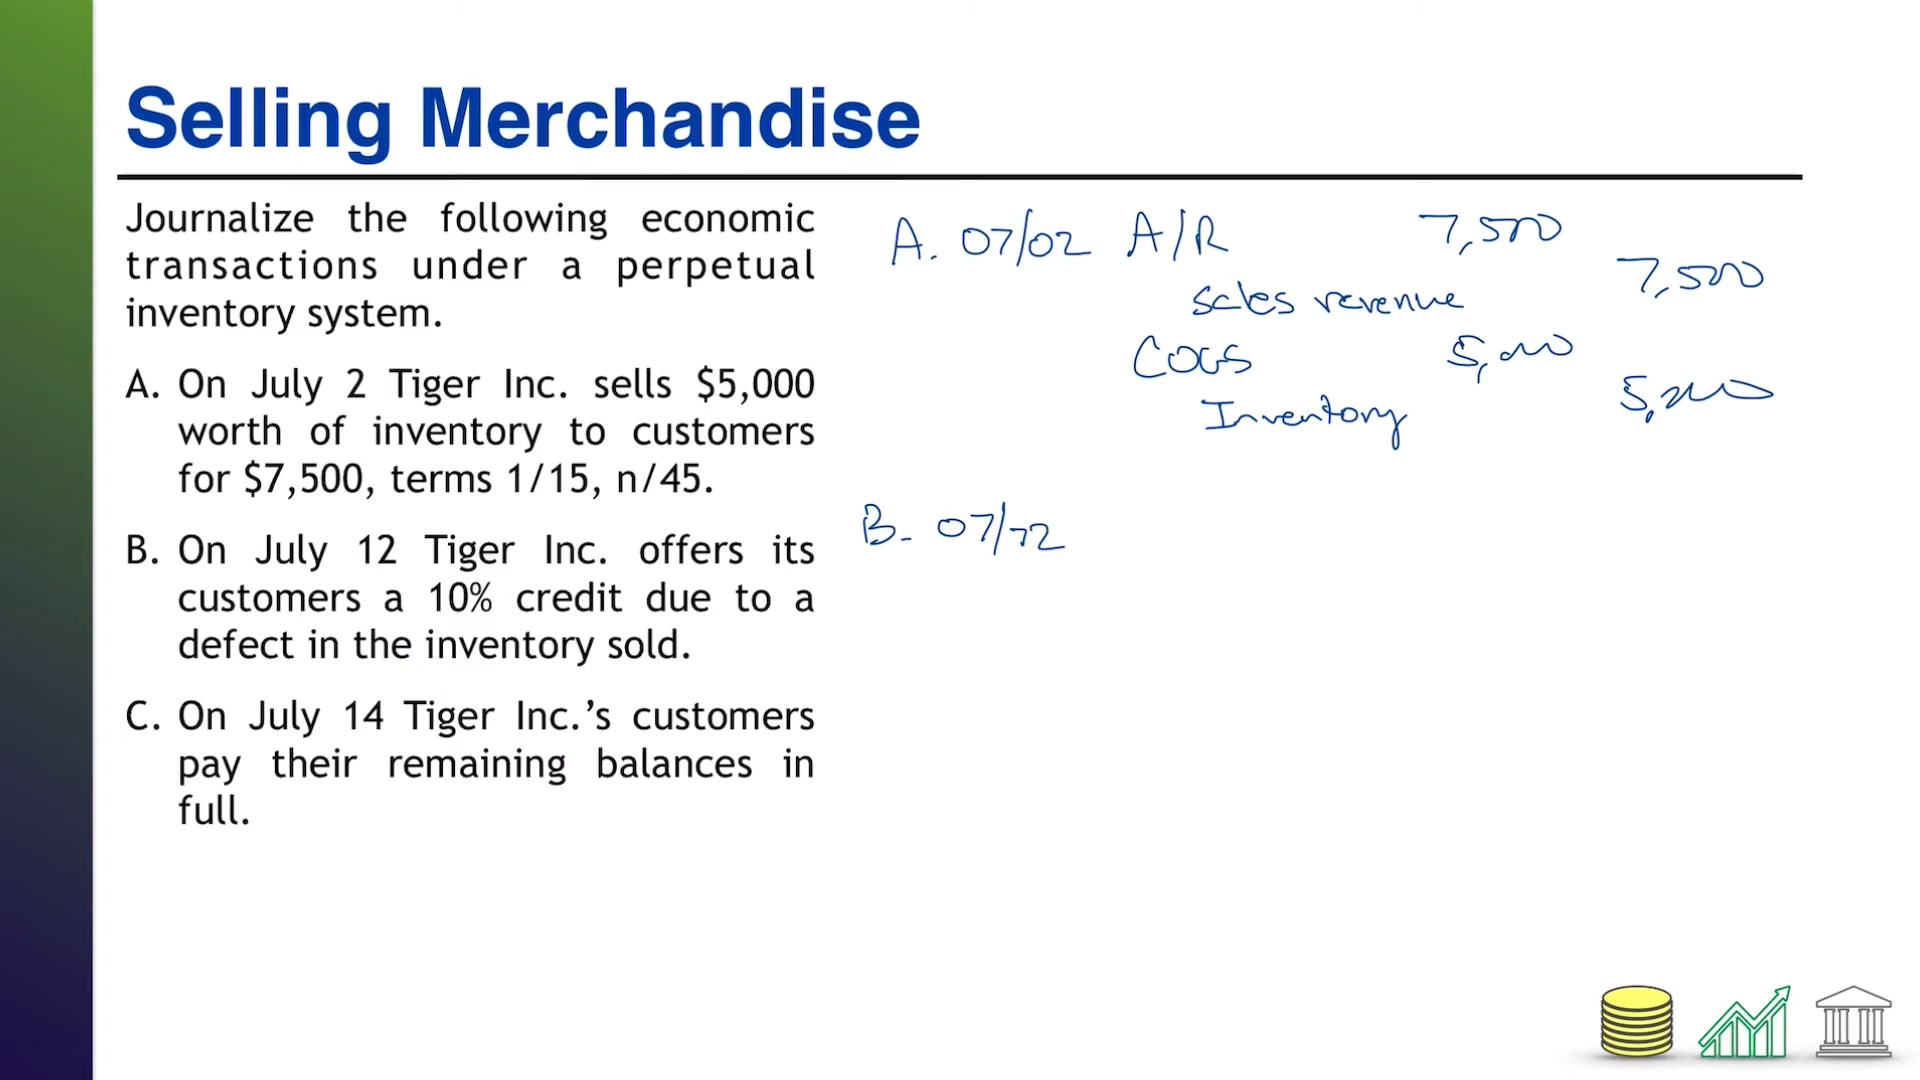 Selling Merchandise
Journalize the following economic
transactions under a perpetual
inventory system.
A. On July 2 Tiger Inc. sells $5,000
worth of inventory to customers
for $7,500, terms 1/15, n/45.
B. On July 12 Tiger Inc. offers its
customers a 10% credit due to a
defect in the inventory sold.
C. On July 14 Tiger Inc.’s customers
pay their remaining balances in
full.
A. 07/02 A/R 7,500
Sales revenue 7,500
COGS 5,000
Inventory 5,000
B. 07/12